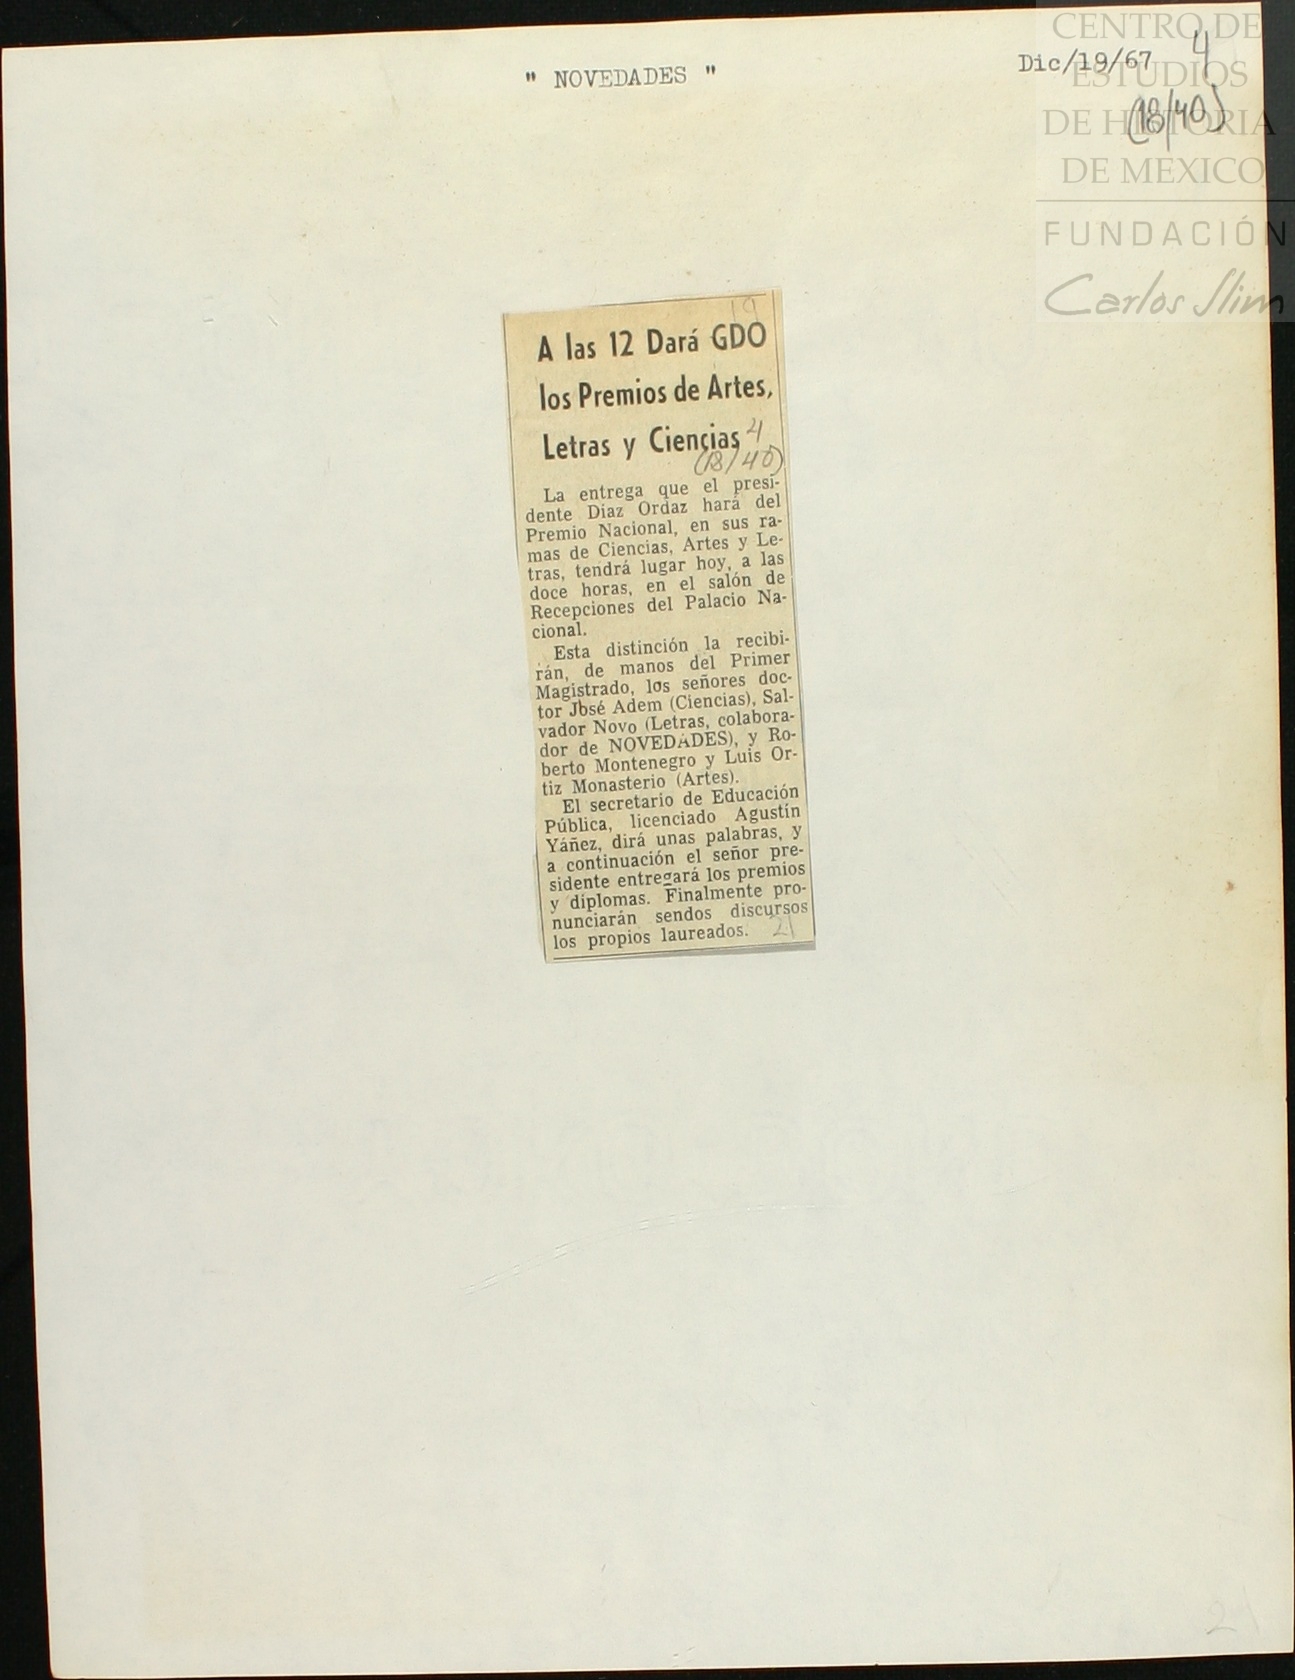 " NOVEDADES "
Dic/19/67
4
(18/40)
CENTRO DE
ESTUDIOS
DE HISTORIA
DE MEXICO
FUNDACIÓN
Carlos Slim
19
A las 12 Dará GDO
los Premios de Artes,
Letras y Ciencias
4
(18/40)
La entrega que el presi-
dente Díaz Ordaz hará del
Premio Nacional, en sus ra-
mas de Ciencias, Artes y Le-
tras, tendrá lugar hoy, a las
doce horas, en el salón de
Recepciones del Palacio Na-
cional.
Esta distinción la recibi-
rán, de manos del Primer
Magistrado, los señores doc-
tor José Adem (Ciencias), Sal-
vador Novo (Letras, colabora-
dor de NOVEDADES), y Ro-
berto Montenegro y Luis Or-
tiz Monasterio (Artes).
El secretario de Educación
Pública, licenciado Agustín
Yáñez, dirá unas palabras, y
a continuación el señor pre-
sidente entregará los premios
y diplomas. Finalmente pro-
nunciarán sendos discursos
los propios laureados.
21
21